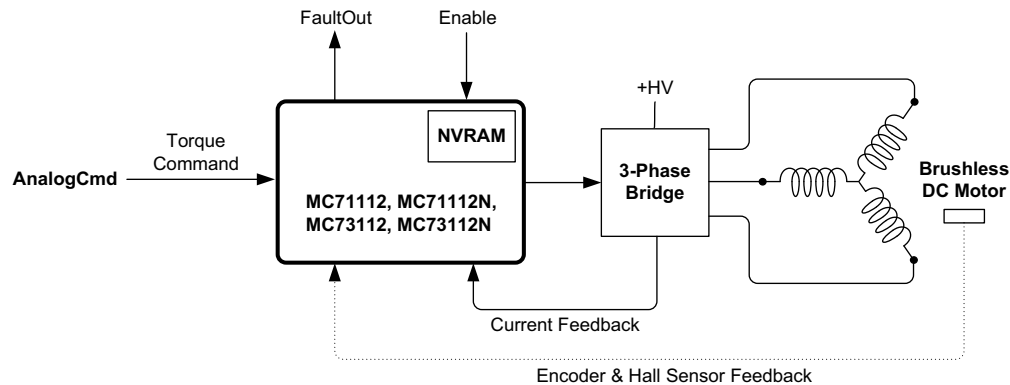 FaultOut
Enable
+HV
NVRAM
Torque
Command
AnalogCmd
MC71112, MC71112N,
MC73112, MC73112N
3-Phase
Bridge
Brushless
DC Motor
Current Feedback
Encoder & Hall Sensor Feedback